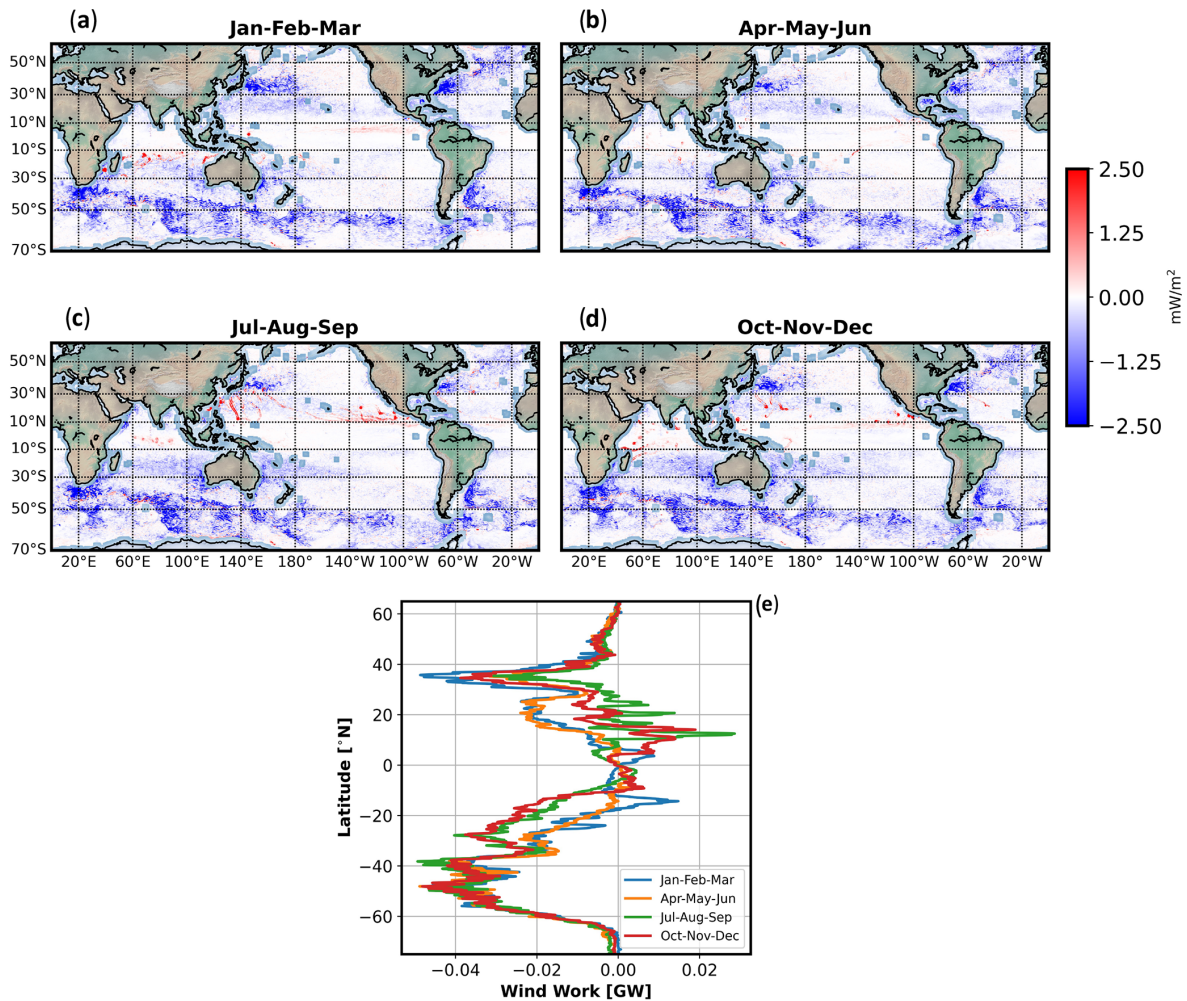 (a)
Jan-Feb-Mar
(b)
Apr-May-Jun
50°N
30°N
10°N
10°S
30°S
50°S
70°S
(c)
Jul-Aug-Sep
(d)
Oct-Nov-Dec
50°N
30°N
10°N
10°S
30°S
50°S
70°S
20°E 60°E 100°E 140°E 180° 140°W 100°W 60°W 20°W
20°E 60°E 100°E 140°E 180° 140°W 100°W 60°W 20°W
2.50
1.25
0.00
−1.25
−2.50
mW/m²
(e)
60
40
20
0
−20
−40
−60
Latitude [°N]
Jan-Feb-Mar
Apr-May-Jun
Jul-Aug-Sep
Oct-Nov-Dec
−0.04 −0.02 0.00 0.02
Wind Work [GW]